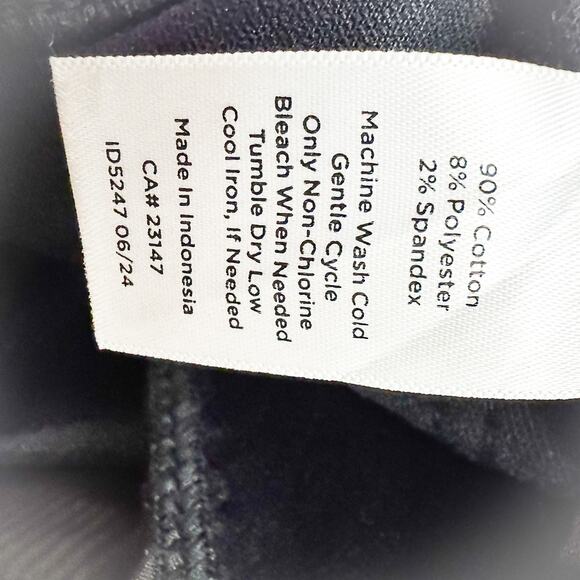 90% Cotton
8% Polyester
2% Spandex
Machine Wash Cold
Gentle Cycle
Only Non-Chlorine
Bleach When Needed
Tumble Dry Low
Cool Iron, If Needed
Made In Indonesia
CA# 23147
ID5247 06/24